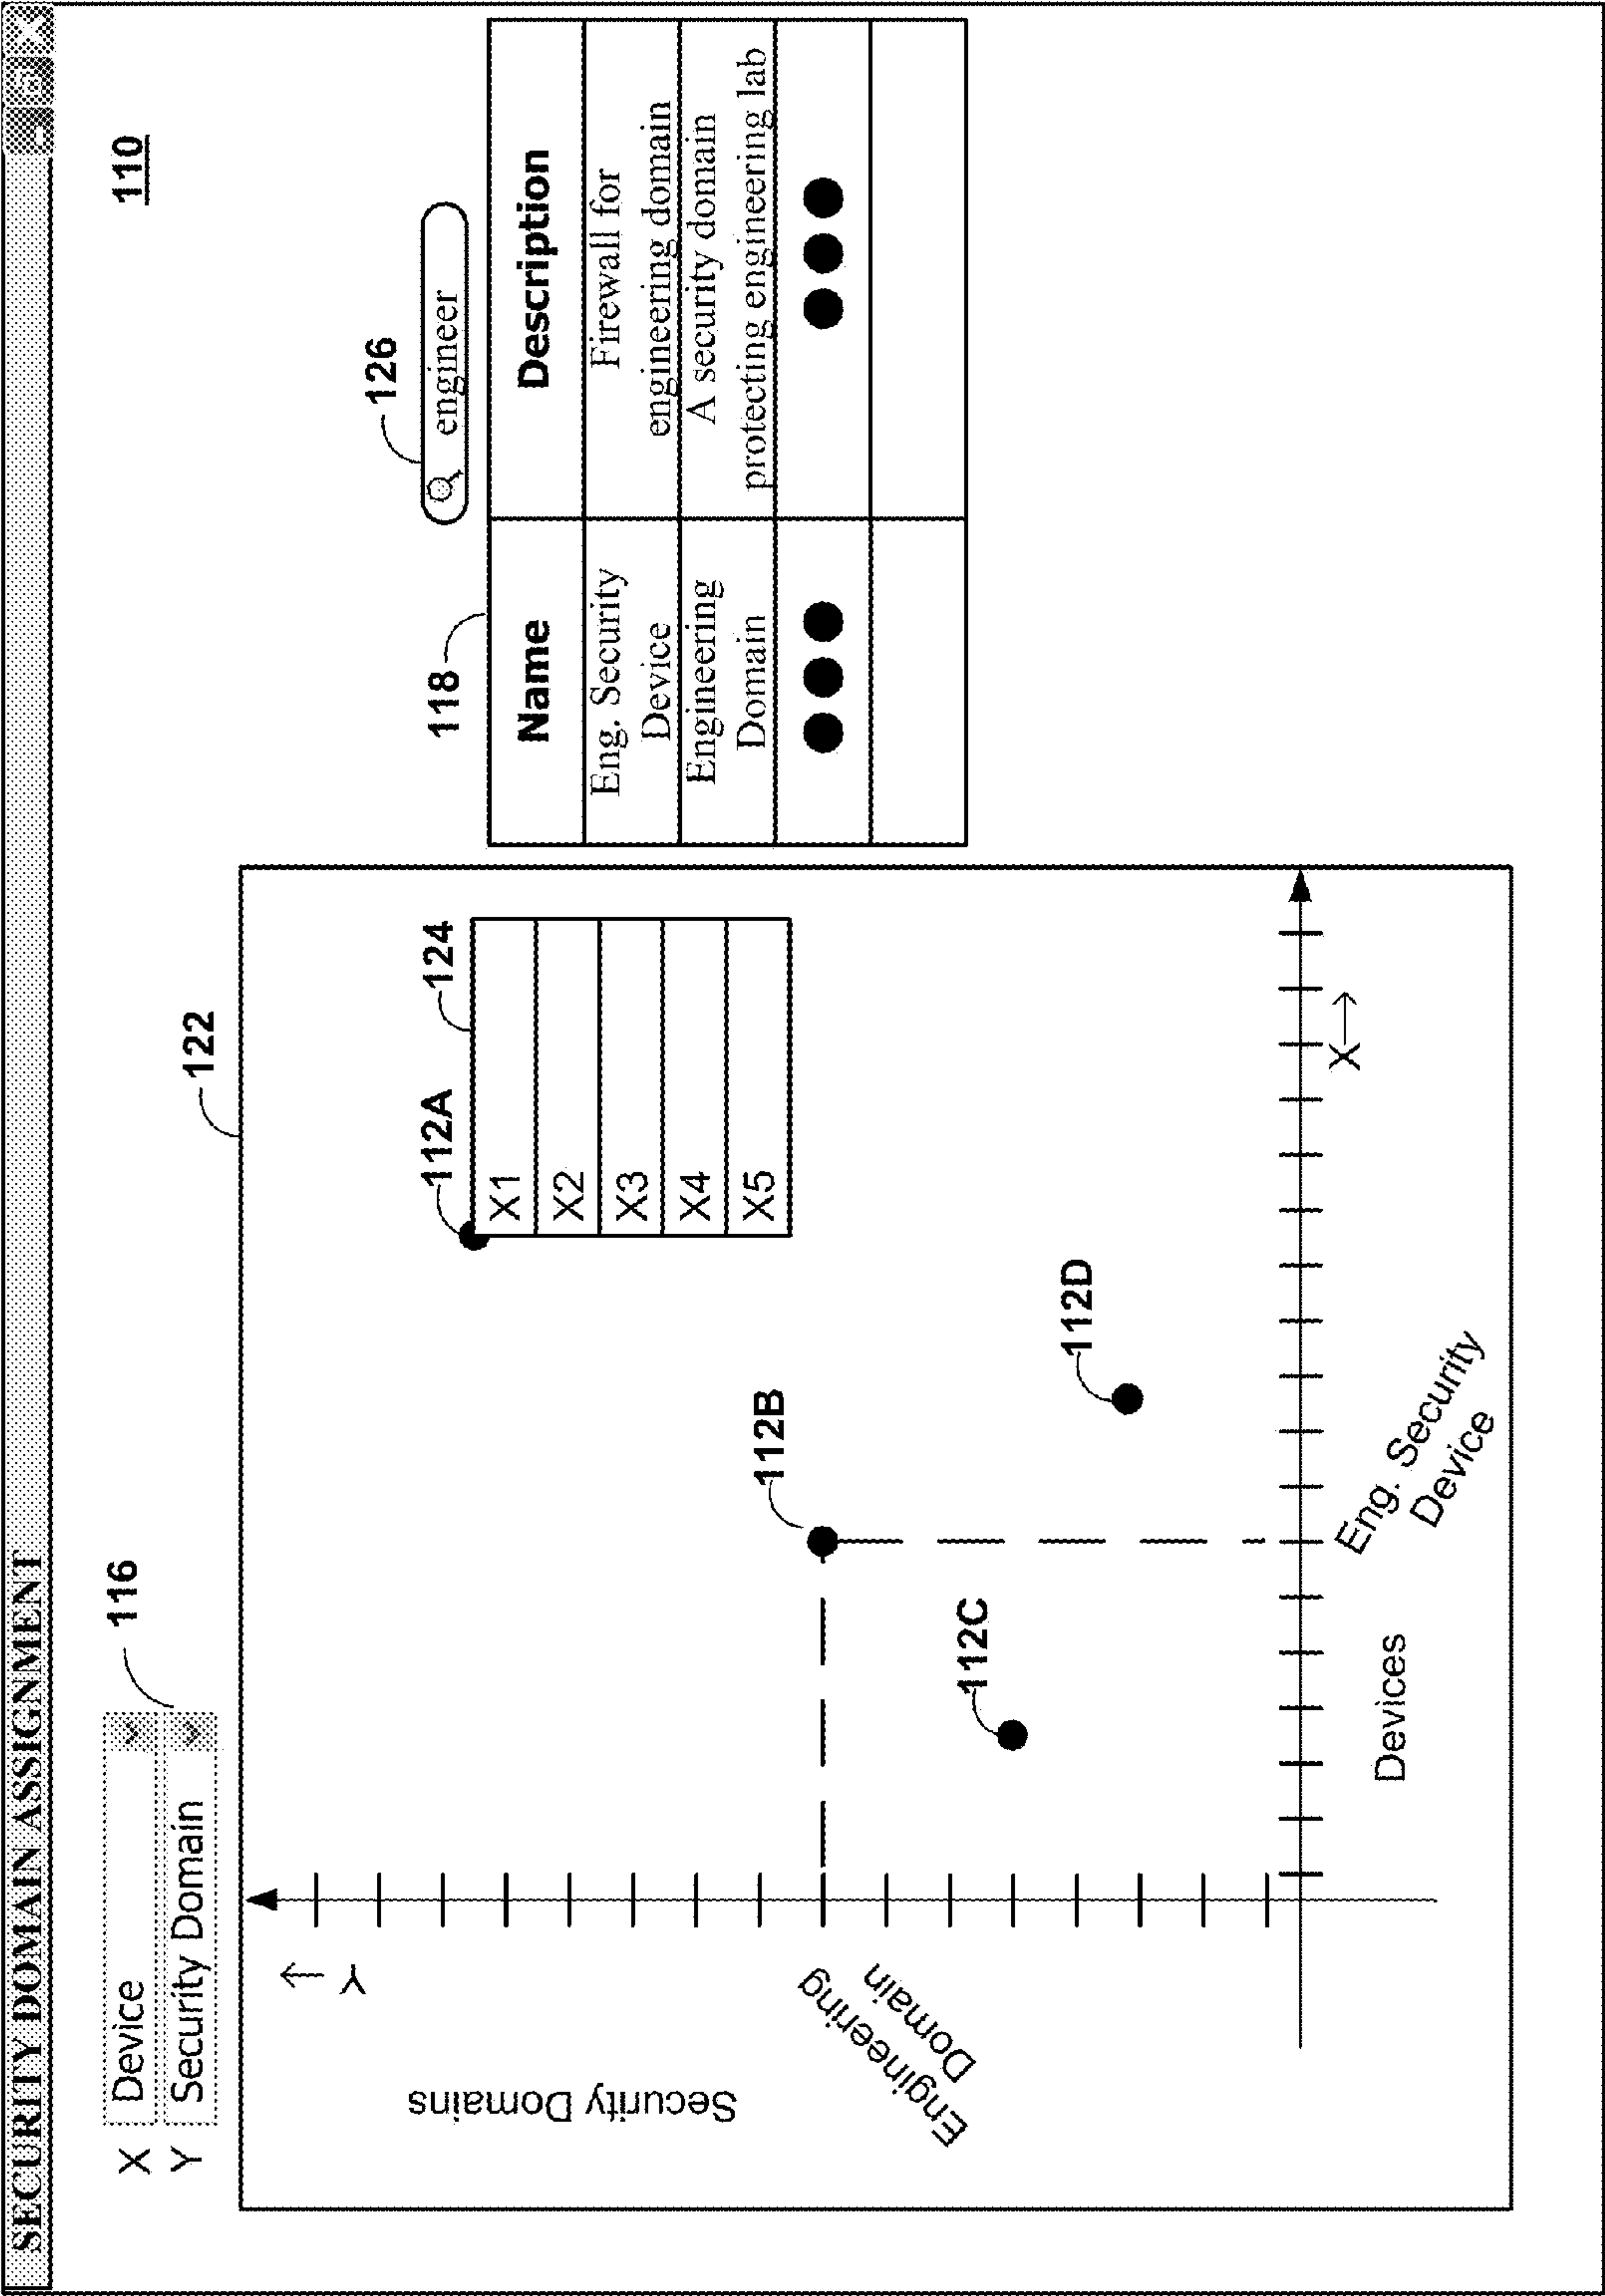 SECURITY DOMAIN ASSIGNMENT
X Device
Y Security Domain
116
110
122
126
engineer
118
Name Description
Eng. Security Firewall for
Device engineering domain
Engineering A security domain
Domain protecting engineering lab
Y
Security Domains
Engineering
Domain
112A
124
X1
X2
X3
X4
X5
112B
112C
112D
X
Eng. Security
Device
Devices